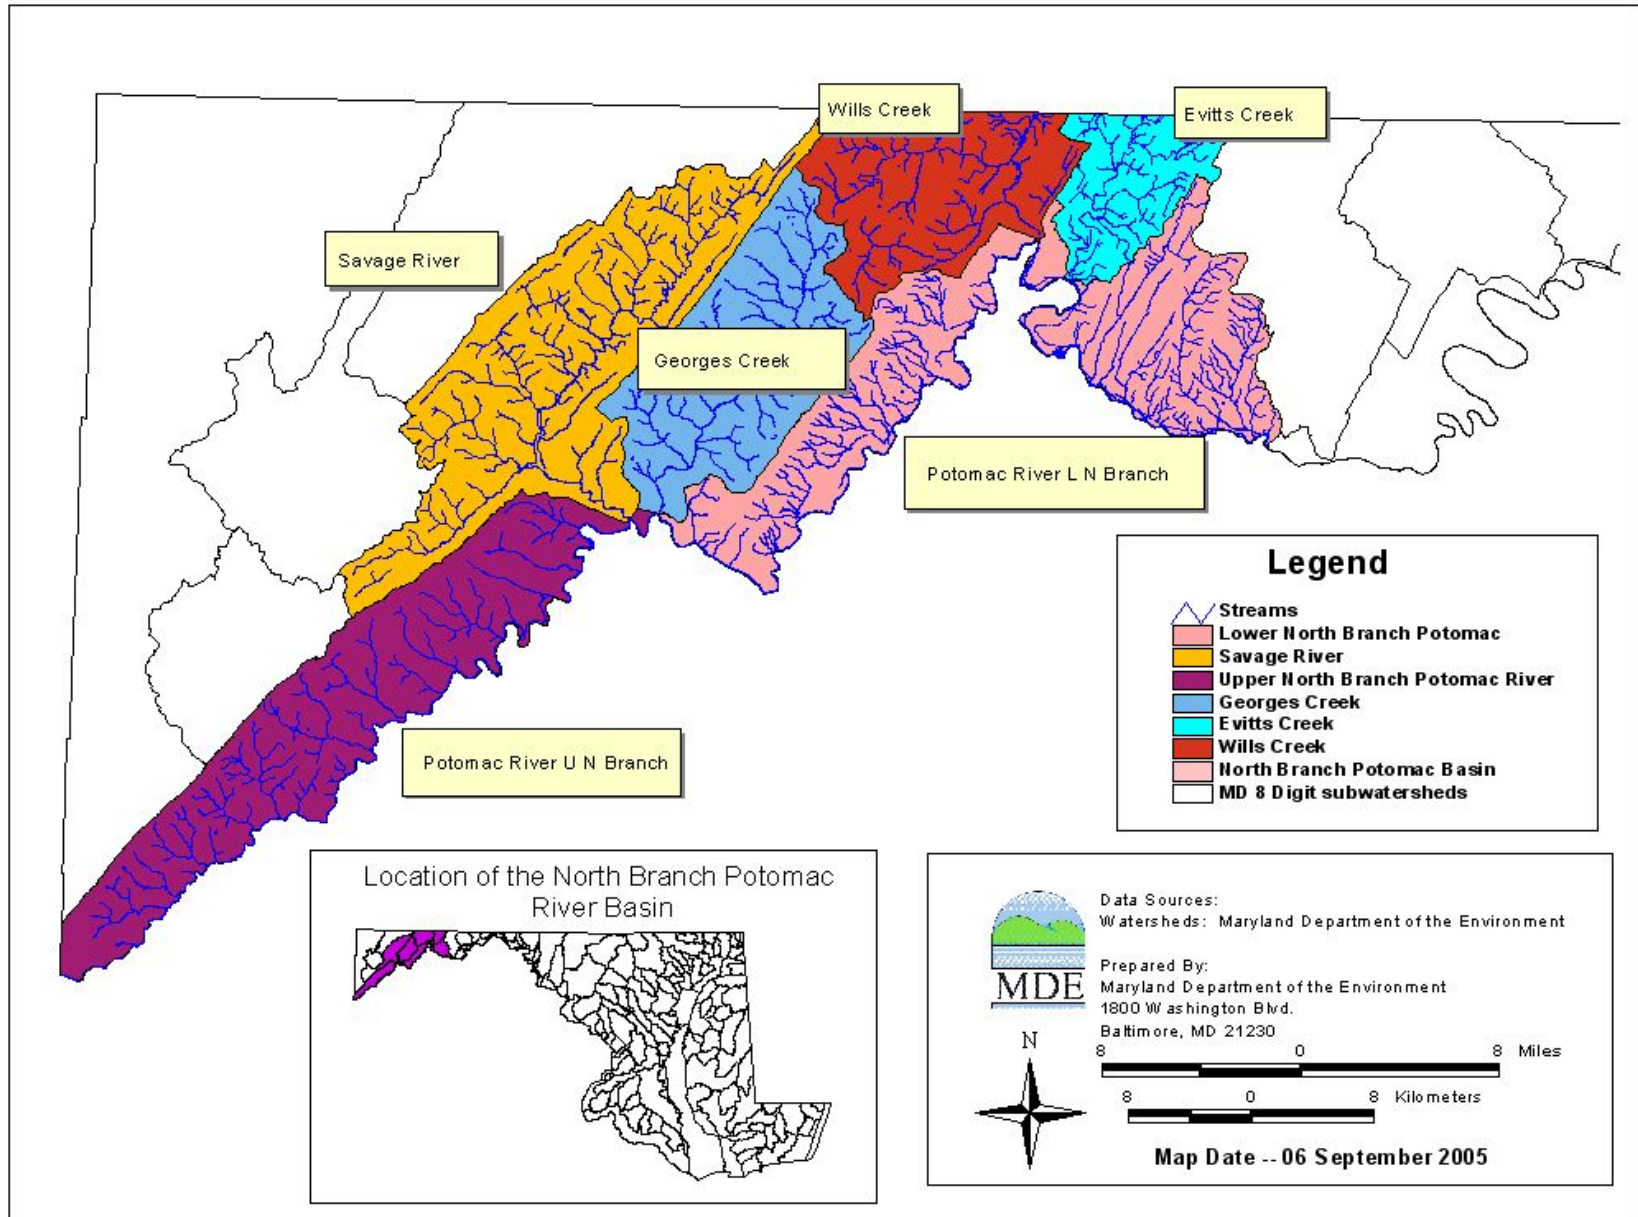 Wills Creek
Evitts Creek
Savage River
Georges Creek
Potomac River L N Branch
Potomac River U N Branch
Legend
Streams
Lower North Branch Potomac
Savage River
Upper North Branch Potomac River
Georges Creek
Evitts Creek
Wills Creek
North Branch Potomac Basin
MD 8 Digit subwatersheds
Location of the North Branch Potomac
River Basin
MDE
Data Sources:
Watersheds: Maryland Department of the Environment
Prepared By:
Maryland Department of the Environment
1800 Washington Blvd.
Baltimore, MD 21230
N
8 0 8 Miles
8 0 8 Kilometers
Map Date -- 06 September 2005